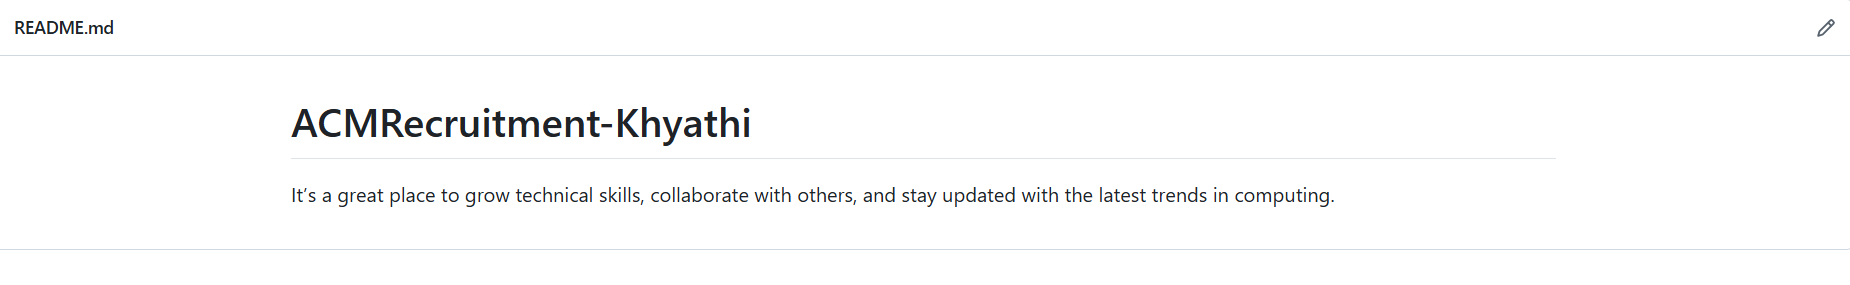 README.md
ACMRecruitment-Khyathi
It’s a great place to grow technical skills, collaborate with others, and stay updated with the latest trends in computing.